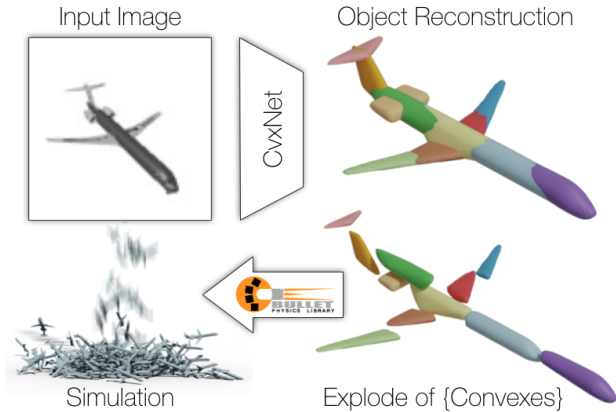 Input Image
Object Reconstruction
CvxNet
BULLET
PHYSICS LIBRARY
Simulation
Explode of {Convexes}